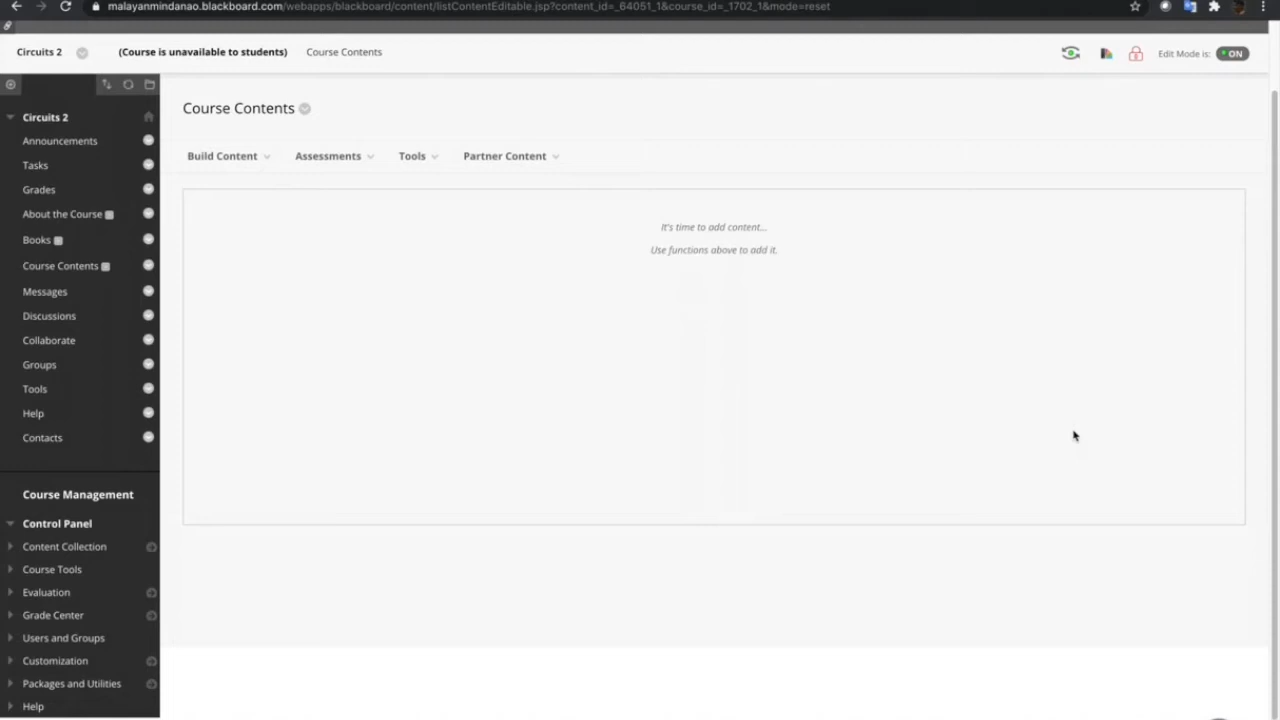 malayanmindanao.blackboard.com/webapps/blackboard/content/listContentEditable.jsp?content_id=_64051_1&course_id=_1702_1&mode=reset
Circuits 2 (Course is unavailable to students) Course Contents Edit Mode is: ON
Circuits 2
Announcements
Tasks
Grades
About the Course
Books
Course Contents
Messages
Discussions
Collaborate
Groups
Tools
Help
Contacts
Course Management
Control Panel
Content Collection
Course Tools
Evaluation
Grade Center
Users and Groups
Customization
Packages and Utilities
Help
Course Contents
Build Content Assessments Tools Partner Content
It's time to add content...
Use functions above to add it.